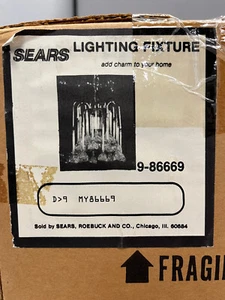 SEARS LIGHTING FIXTURE
add charm to your home
9-86669
D>9 MY86669
Sold by SEARS, ROEBUCK AND CO., Chicago, Ill. 60684
FRAGI